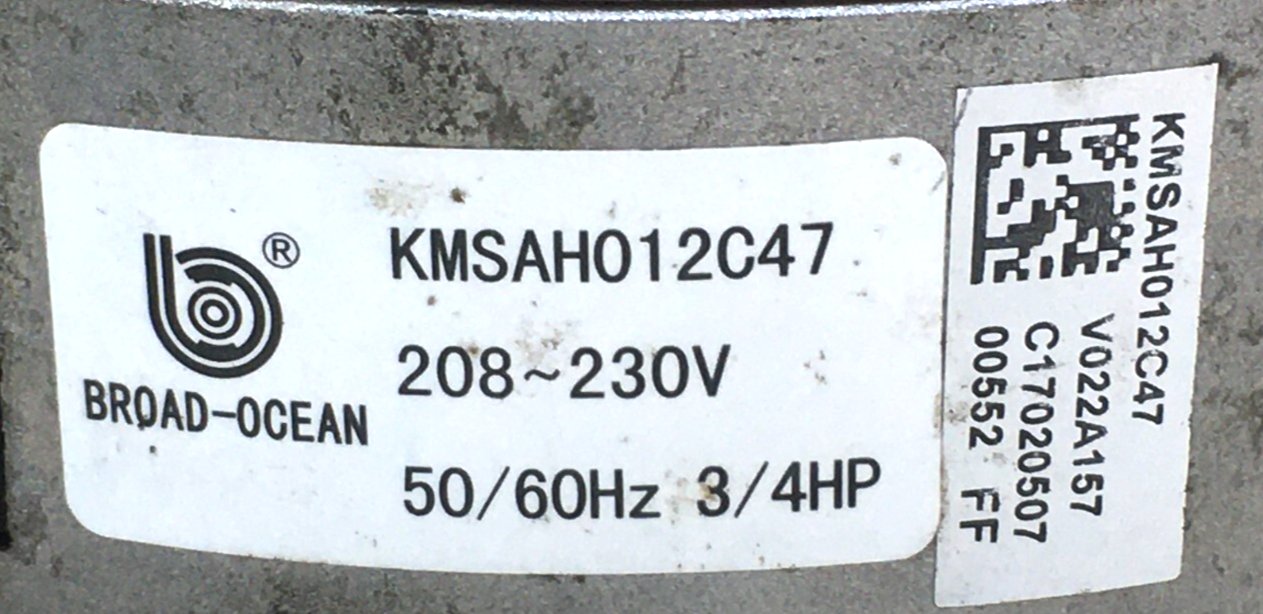 ®
BROAD-OCEAN
KMSAH012C47
208~230V
50/60Hz 3/4HP
KMSAH012C47
V022A157
C17020507
00552 FF